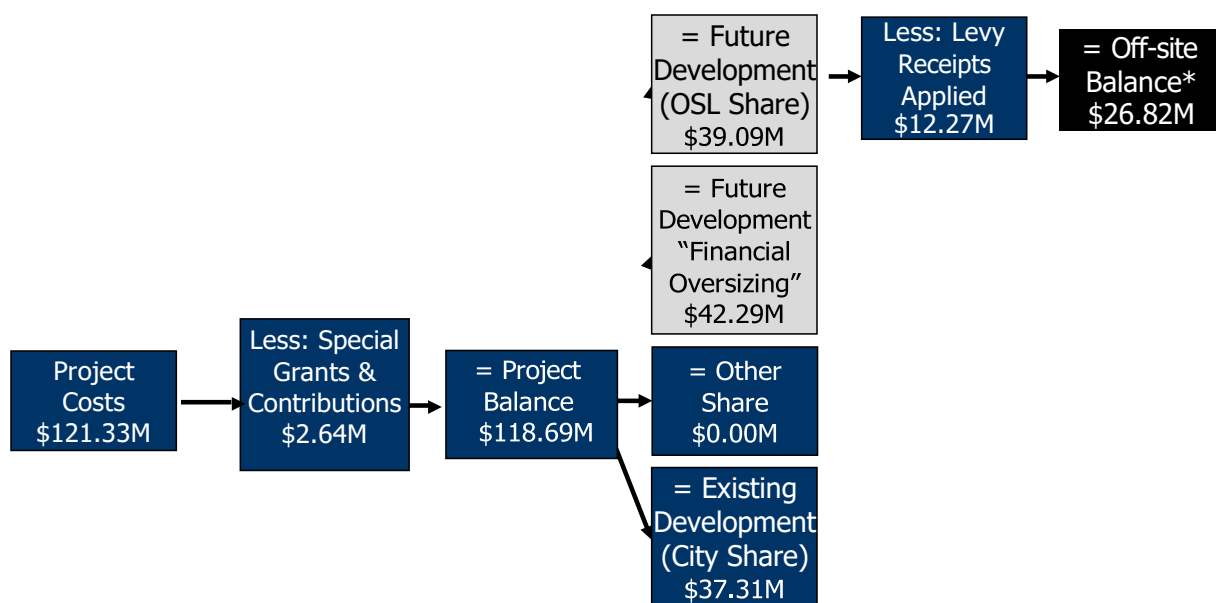 Project
Costs
$121.33M
Less: Special
Grants &
Contributions
$2.64M
= Project
Balance
$118.69M
= Future
Development
(OSL Share)
$39.09M
Less: Levy
Receipts
Applied
$12.27M
= Off-site
Balance*
$26.82M
= Future
Development
“Financial
Oversizing”
$42.29M
= Other
Share
$0.00M
= Existing
Development
(City Share)
$37.31M